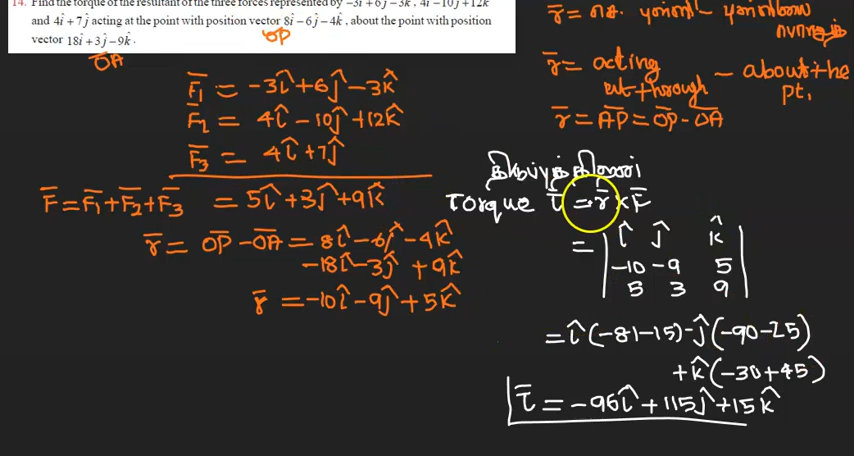 14. Find the torque of the resultant of the three forces represented by −3î + 6ĵ − 3k̂, 4î − 10ĵ + 12k̂
and 4î + 7ĵ acting at the point with position vector 8î − 6ĵ − 4k̂, about the point with position
OP
vector 18î + 3ĵ − 9k̂.
OA
F̄₁ = −3î + 6ĵ − 3k̂
F̄₂ = 4î − 10ĵ + 12k̂
F̄₃ = 4î + 7ĵ
F̄ = F̄₁ + F̄₂ + F̄₃ = 5î + 3ĵ + 9k̂
r̄ = OP − OA = 8î − 6ĵ − 4k̂
−18î − 3ĵ + 9k̂
r̄ = −10î − 9ĵ + 5k̂
r̄ =
r̄ = acting – about the
through pt,
r̄ = AP = OP − OA
Torque τ̄ = r̄ × F̄
= | î ĵ k̂ |
| −10 −9 5 |
| 5 3 9 |
= î(−81−15) − ĵ(−90−25)
+ k̂(−30+45)
τ̄ = −96î + 115ĵ + 15k̂